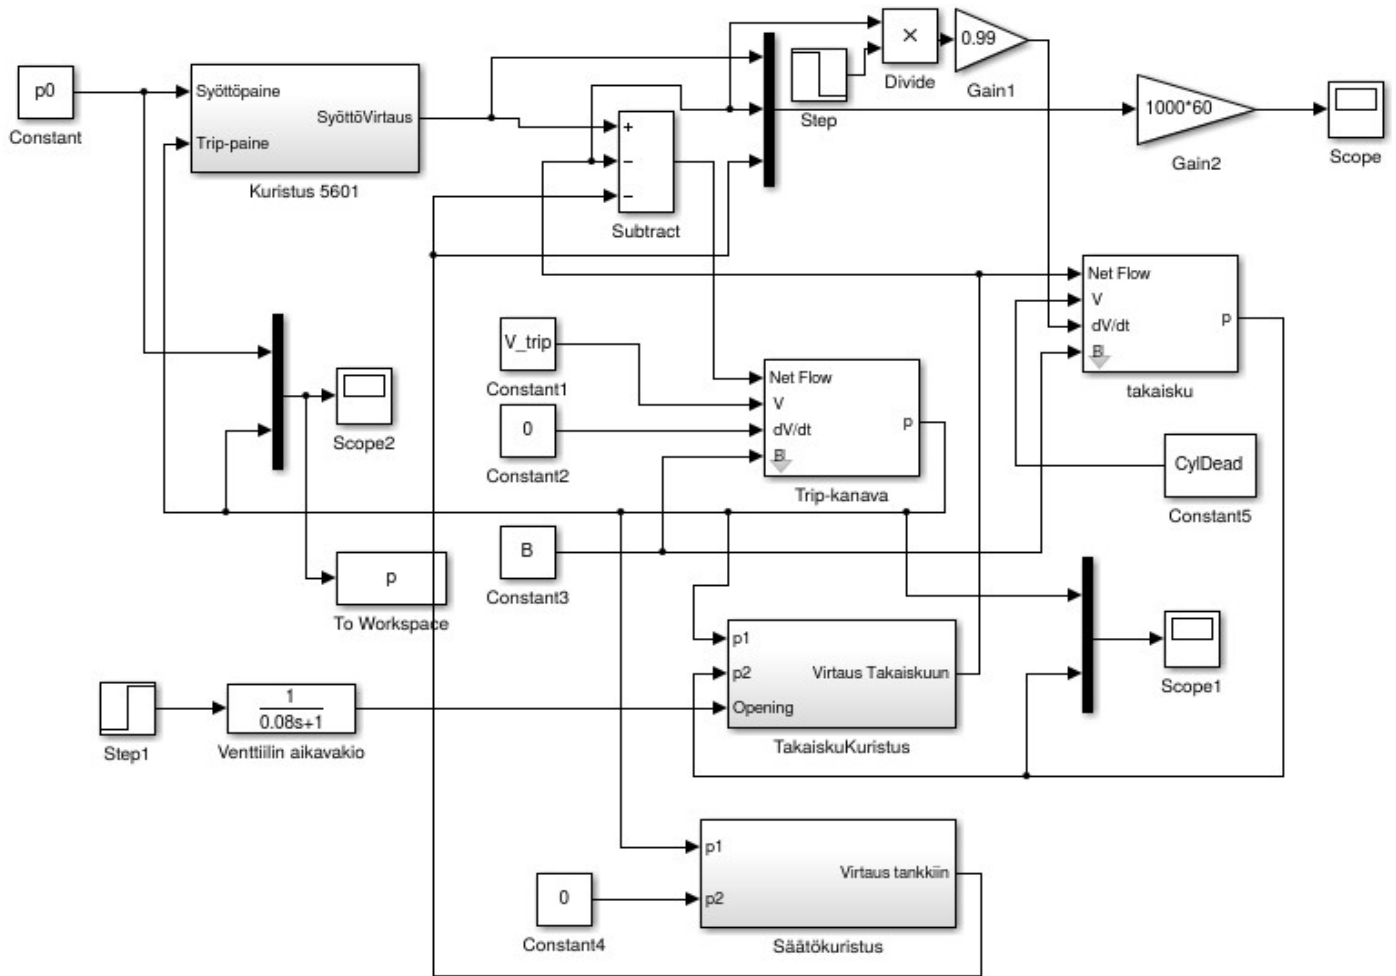 p0
Constant
Syöttöpaine
Trip-paine
SyöttöVirtaus
Kuristus 5601
+
−
−
Subtract
Step
×
Divide
0.99
Gain1
1000*60
Gain2
Scope
Net Flow
V
dV/dt
B
p
takaisku
V_trip
Constant1
0
Constant2
Net Flow
V
dV/dt
B
p
Trip-kanava
Scope2
CylDead
Constant5
B
Constant3
p
To Workspace
p1
p2
Opening
Virtaus Takaiskuun
TakaiskuKuristus
Scope1
Step1
1
0.08s+1
Venttiilin aikavakio
p1
p2
Virtaus tankkiin
Säätökuristus
0
Constant4